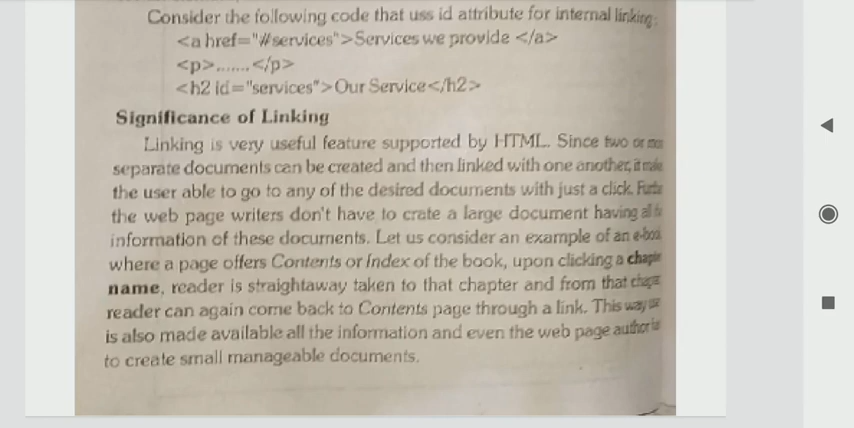 Consider the following code that uss id attribute for internal linking:
<a href="#services">Services we provide </a>
<p>.......</p>
<h2 id="services">Our Service</h2>
Significance of Linking
Linking is very useful feature supported by HTML. Since two or more
separate documents can be created and then linked with one another, it
the user able to go to any of the desired documents with just a click.
the web page writers don't have to crate a large document having all
information of these documents. Let us consider an example of an e-book
where a page offers Contents or Index of the book, upon clicking a
name, reader is straightaway taken to that chapter and from that
reader can again come back to Contents page through a link. This way
is also made available all the information and even the web page author is
to create small manageable documents.